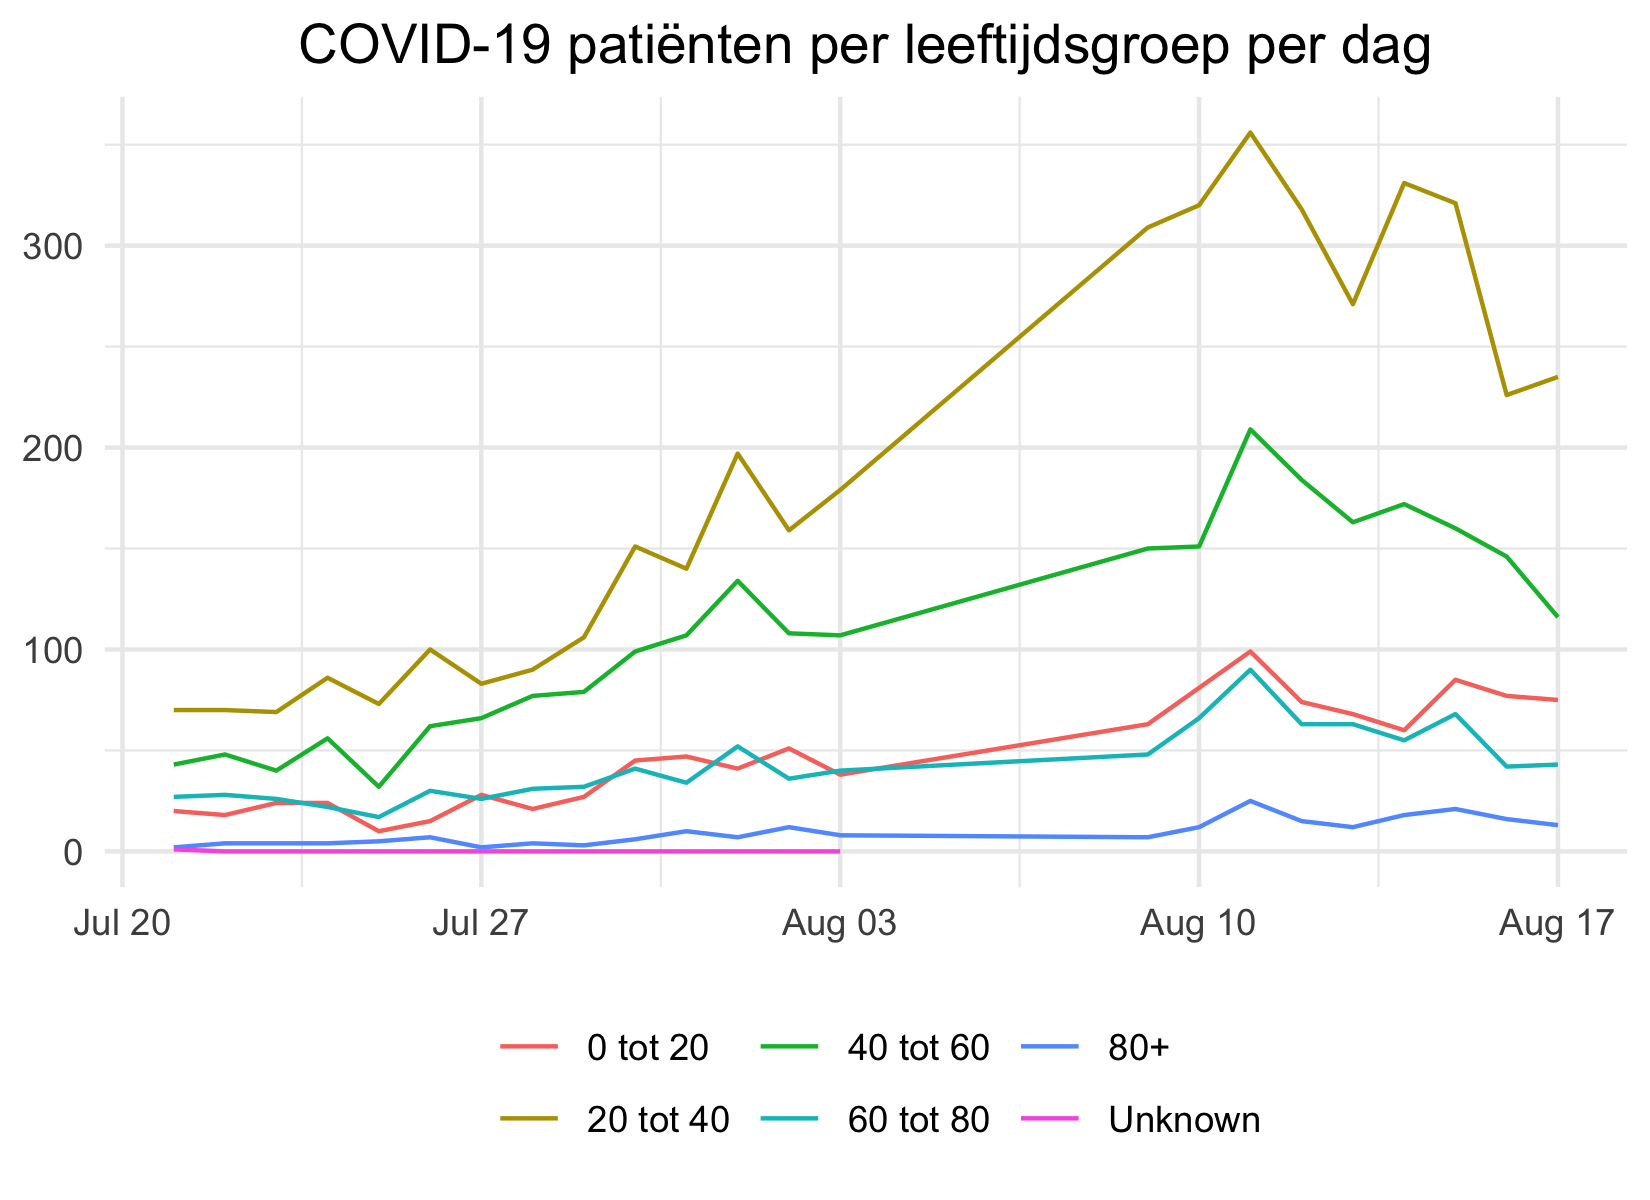 COVID-19 patiënten per leeftijdsgroep per dag
300
200
100
0
Jul 20 Jul 27 Aug 03 Aug 10 Aug 17
0 tot 20 40 tot 60 80+
20 tot 40 60 tot 80 Unknown